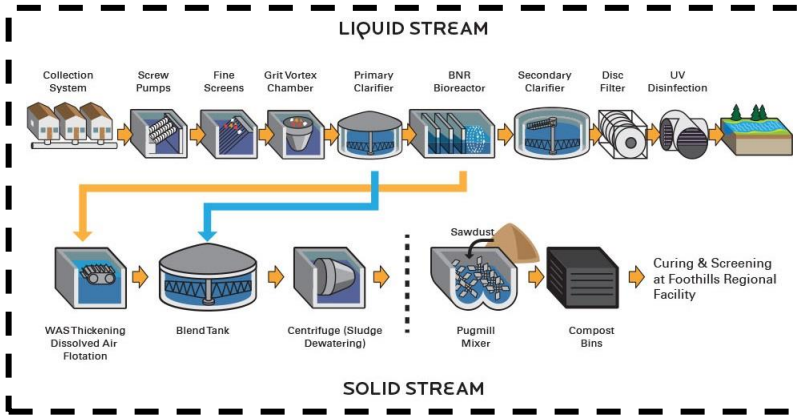 LIQUID STREAM
Collection
System
Screw
Pumps
Fine
Screens
Grit Vortex
Chamber
Primary
Clarifier
BNR
Bioreactor
Secondary
Clarifier
Disc
Filter
UV
Disinfection
Sawdust
WAS Thickening
Dissolved Air
Flotation
Blend Tank
Centrifuge (Sludge
Dewatering)
Pugmill
Mixer
Compost
Bins
Curing & Screening
at Foothills Regional
Facility
SOLID STREAM